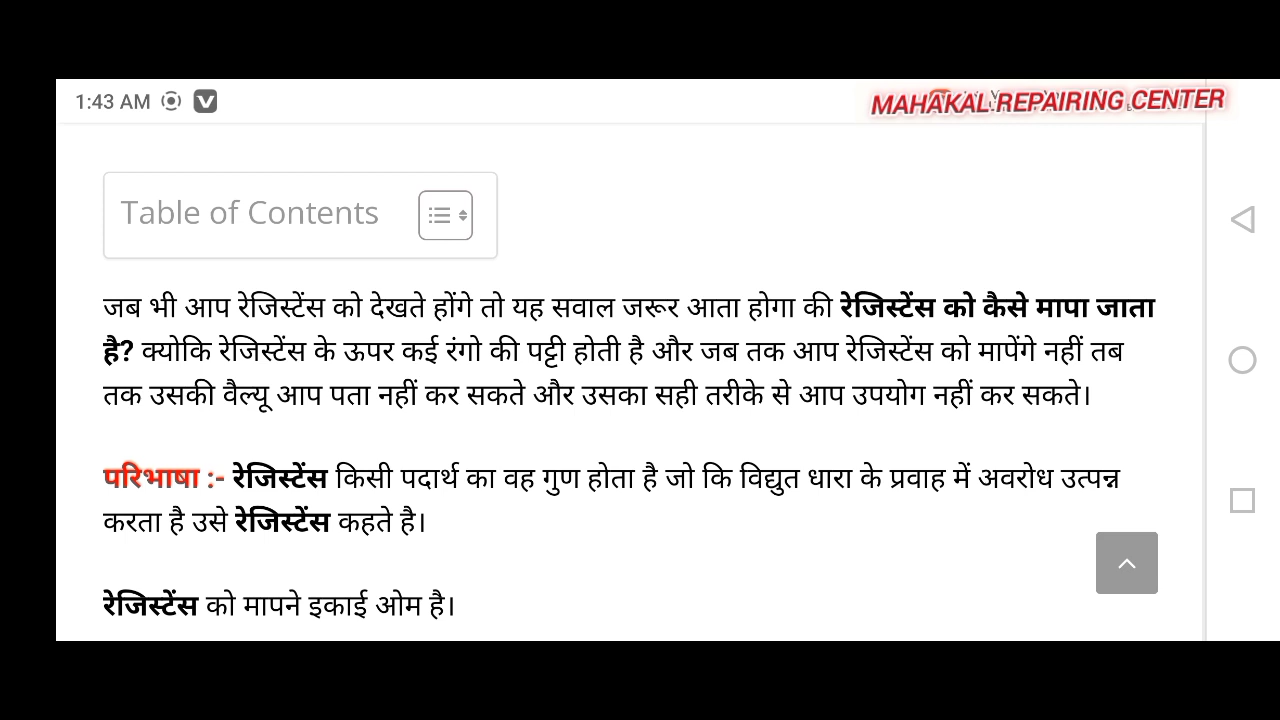 1:43 AM
MAHAKAL REPAIRING CENTER
Table of Contents
जब भी आप रेजिस्टेंस को देखते होंगे तो यह सवाल जरूर आता होगा की रेजिस्टेंस को कैसे मापा जाता
है? क्योकि रेजिस्टेंस के ऊपर कई रंगो की पट्टी होती है और जब तक आप रेजिस्टेंस को मापेंगे नहीं तब
तक उसकी वैल्यू आप पता नहीं कर सकते और उसका सही तरीके से आप उपयोग नहीं कर सकते।
परिभाषा :- रेजिस्टेंस किसी पदार्थ का वह गुण होता है जो कि विद्युत धारा के प्रवाह में अवरोध उत्पन्न
करता है उसे रेजिस्टेंस कहते है।
रेजिस्टेंस को मापने इकाई ओम है।